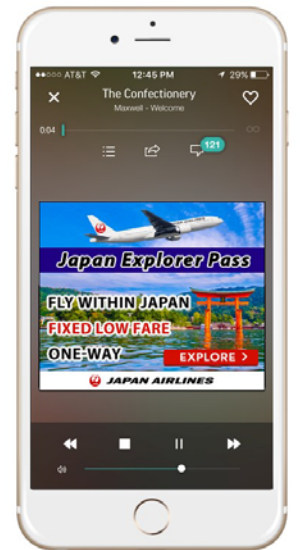 AT&T 12:45 PM 29%
The Confectionery
Maxwell - Welcome
0:04
121
Japan Explorer Pass
FLY WITHIN JAPAN
FIXED LOW FARE
ONE-WAY
EXPLORE >
JAPAN AIRLINES